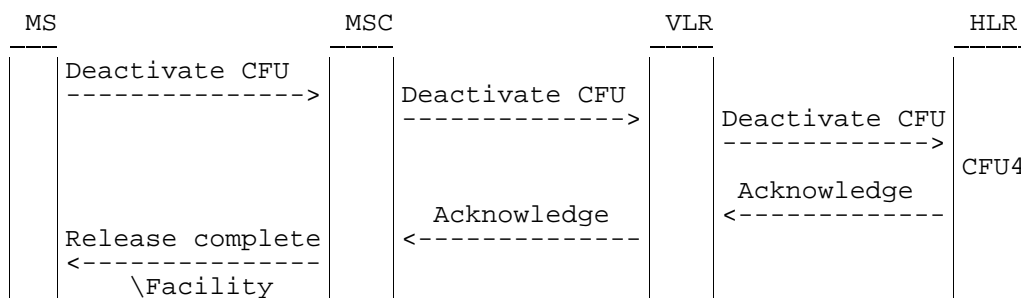 MS MSC VLR HLR
Deactivate CFU
--------------->
Deactivate CFU
-------------->
Deactivate CFU
------------->
CFU4
Acknowledge
<-------------
Acknowledge
<--------------
Release complete
<---------------
\Facility